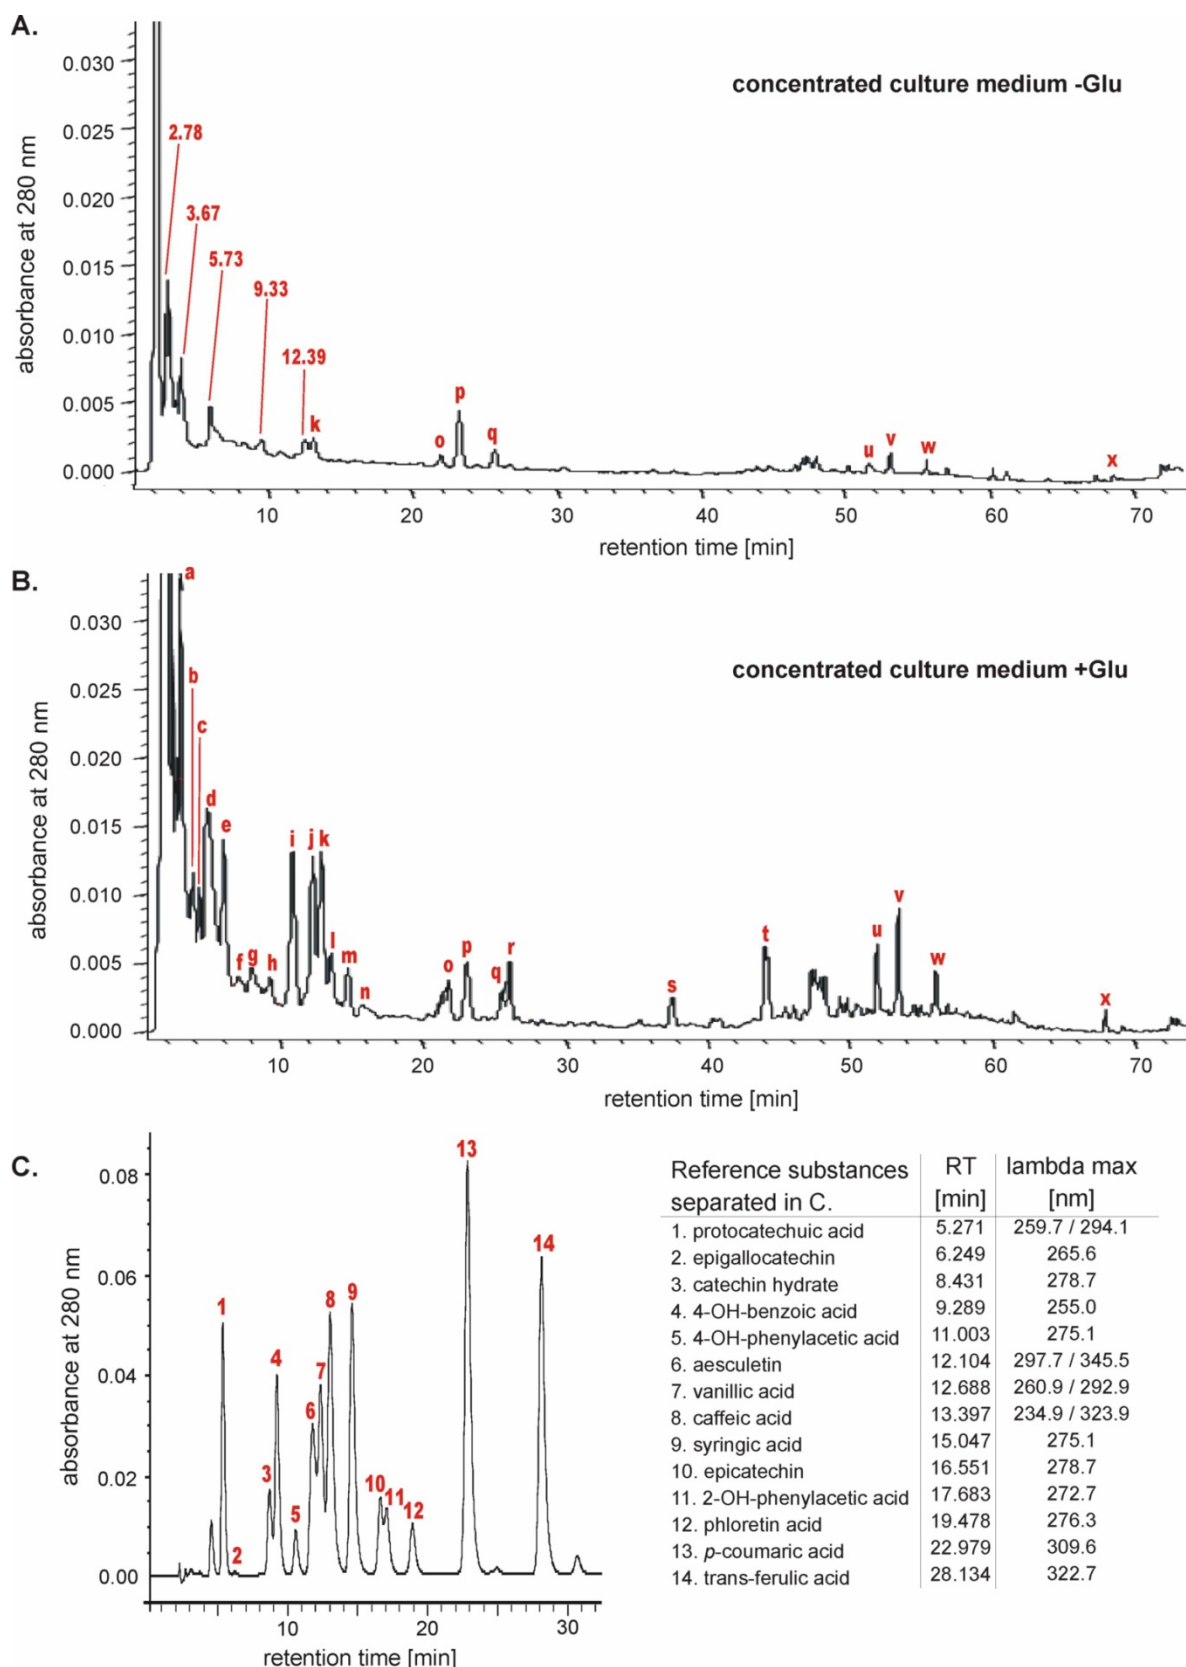 A.
concentrated culture medium -Glu
absorbance at 280 nm
0.030
0.025
0.020
0.015
0.010
0.005
0.000
2.78
3.67
5.73
9.33
12.39
k
o
p
q
u
v
w
x
10 20 30 40 50 60 70
retention time [min]
B.
concentrated culture medium +Glu
absorbance at 280 nm
0.030
0.025
0.020
0.015
0.010
0.005
0.000
a
b
c
d
e
f
g
h
i
j
k
l
m
n
o
p
q
r
s
t
u
v
w
x
10 20 30 40 50 60 70
retention time [min]
C.
absorbance at 280 nm
0.08
0.06
0.04
0.02
0.00
1
2
3
4
5
6
7
8
9
10
11
12
13
14
10 20 30
retention time [min]
Reference substances separated in C. RT [min] lambda max [nm]
1. protocatechuic acid 5.271 259.7 / 294.1
2. epigallocatechin 6.249 265.6
3. catechin hydrate 8.431 278.7
4. 4-OH-benzoic acid 9.289 255.0
5. 4-OH-phenylacetic acid 11.003 275.1
6. aesculetin 12.104 297.7 / 345.5
7. vanillic acid 12.688 260.9 / 292.9
8. caffeic acid 13.397 234.9 / 323.9
9. syringic acid 15.047 275.1
10. epicatechin 16.551 278.7
11. 2-OH-phenylacetic acid 17.683 272.7
12. phloretin acid 19.478 276.3
13. p-coumaric acid 22.979 309.6
14. trans-ferulic acid 28.134 322.7